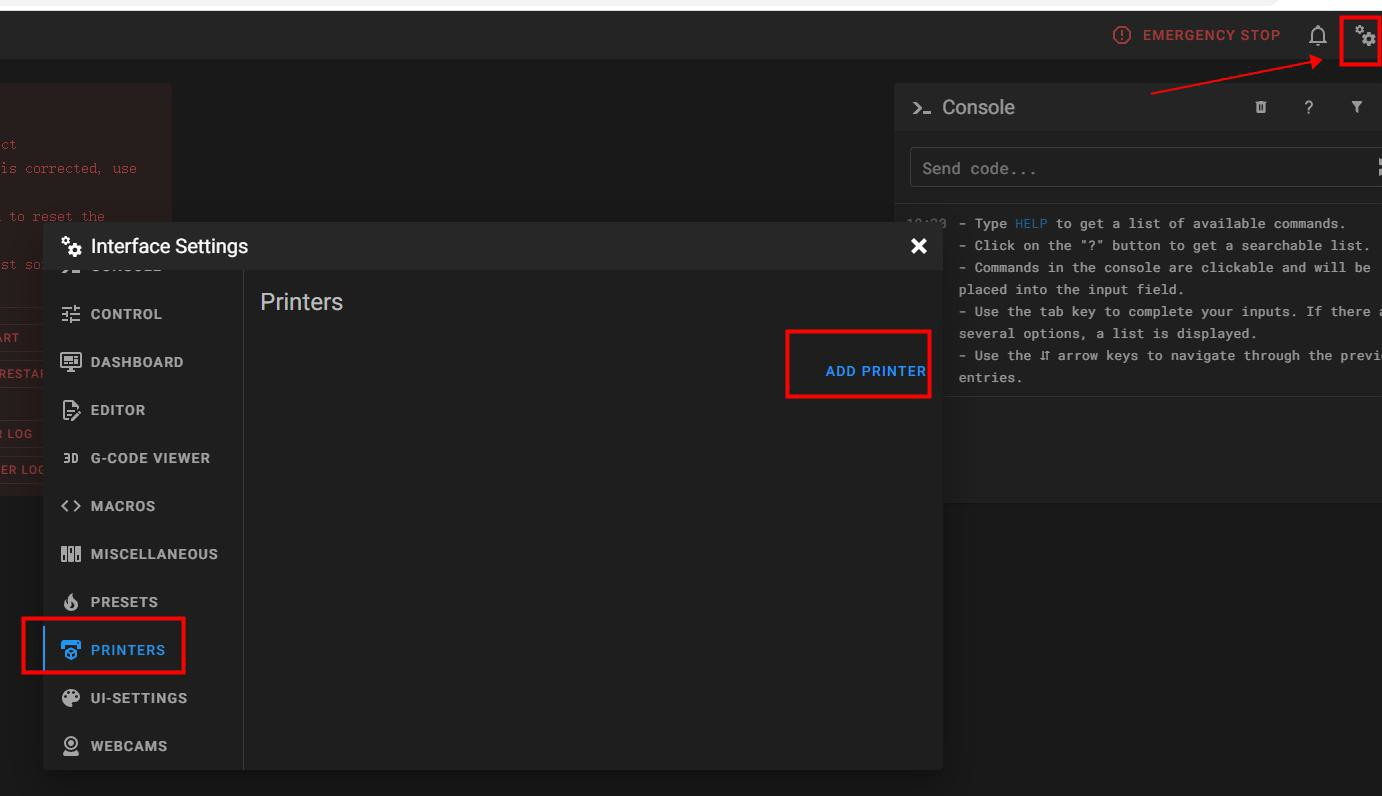 EMERGENCY STOP
Console
Send code...
ct
is corrected, use
to reset the
- Type HELP to get a list of available commands.
- Click on the "?" button to get a searchable list.
- Commands in the console are clickable and will be
placed into the input field.
- Use the tab key to complete your inputs. If there a
several options, a list is displayed.
- Use the ⇵ arrow keys to navigate through the previ
entries.
st so
ART
RESTAR
R LOG
ER LOG
Interface Settings
CONSOLE
CONTROL
DASHBOARD
EDITOR
3D G-CODE VIEWER
MACROS
MISCELLANEOUS
PRESETS
PRINTERS
UI-SETTINGS
WEBCAMS
Printers
ADD PRINTER